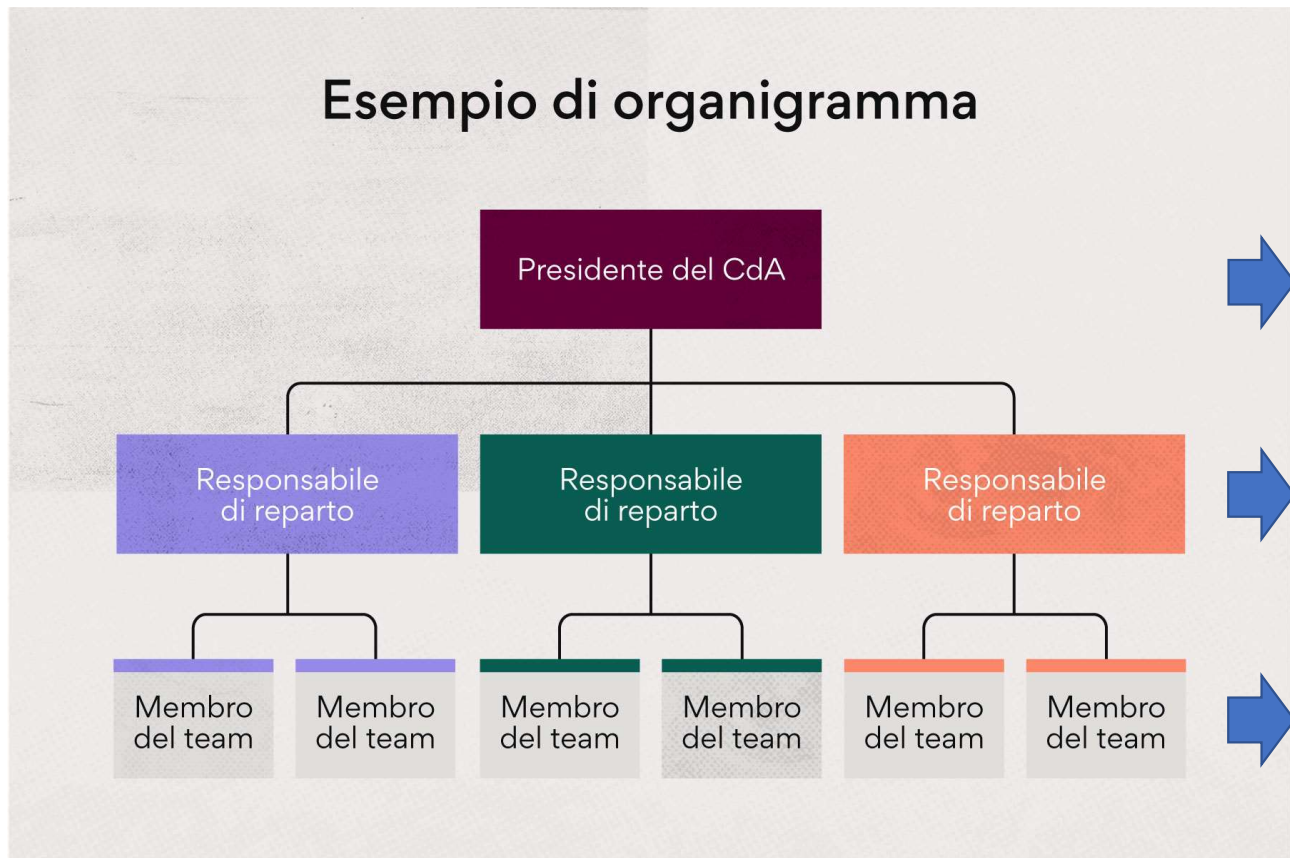 Esempio di organigramma
Presidente del CdA
Responsabile
di reparto
Responsabile
di reparto
Responsabile
di reparto
Membro
del team
Membro
del team
Membro
del team
Membro
del team
Membro
del team
Membro
del team